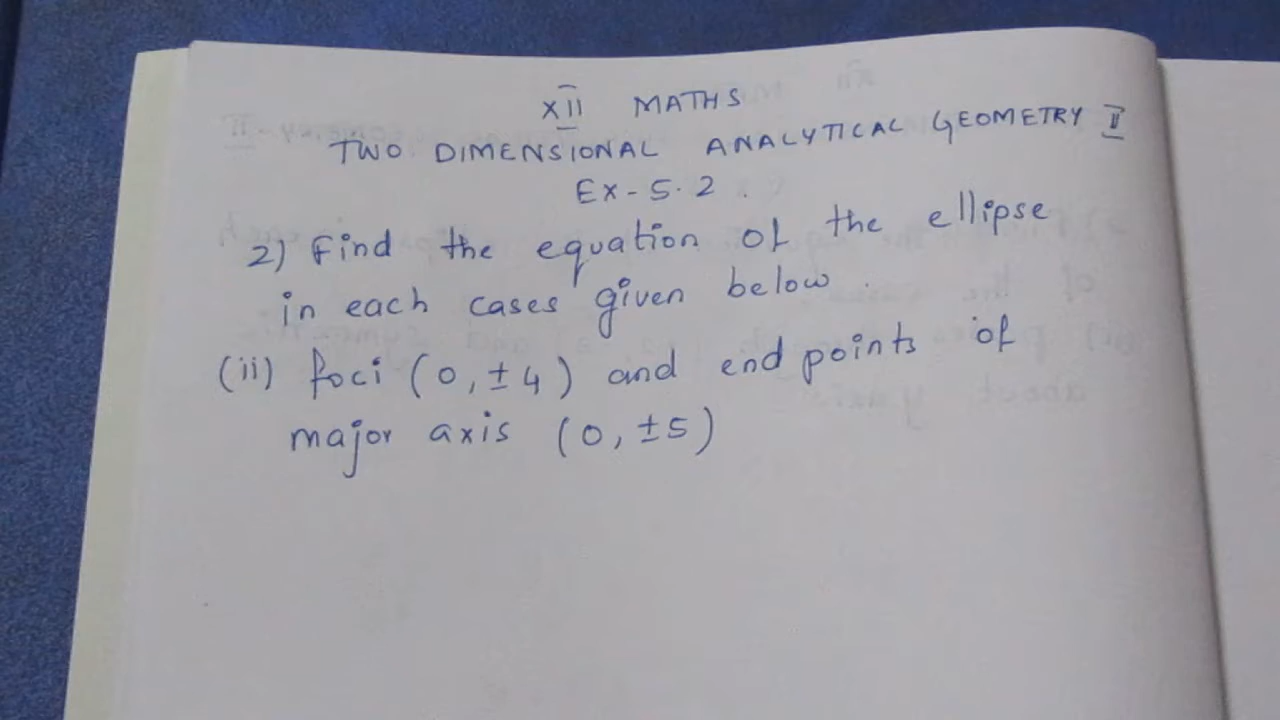 XII MATHS
TWO DIMENSIONAL ANALYTICAL GEOMETRY II
Ex - 5.2.
2) Find the equation of the ellipse
in each cases given below.
(ii) foci (0, ±4) and end points of
major axis (0, ±5)